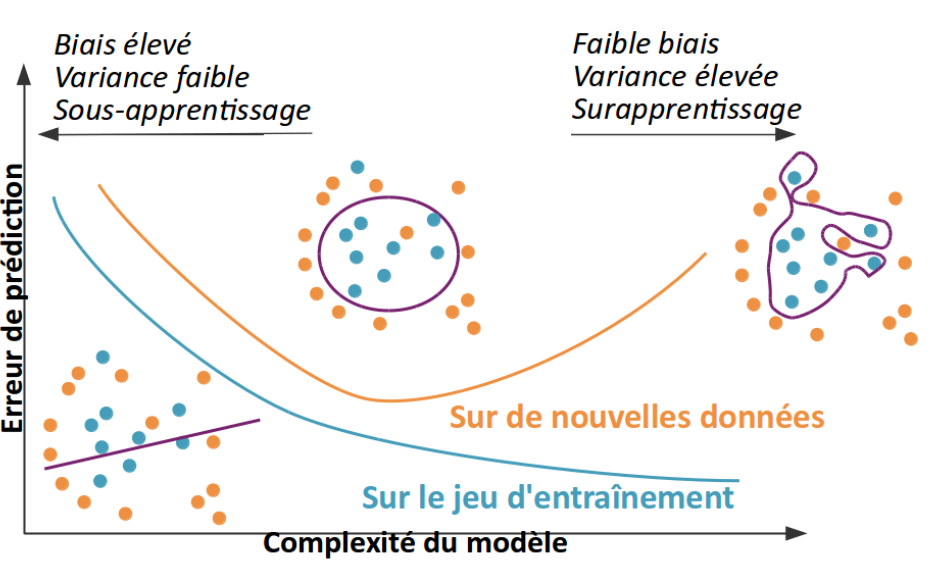 Biais élevé
Variance faible
Sous-apprentissage
Faible biais
Variance élevée
Surapprentissage
Erreur de prédiction
Sur de nouvelles données
Sur le jeu d'entraînement
Complexité du modèle